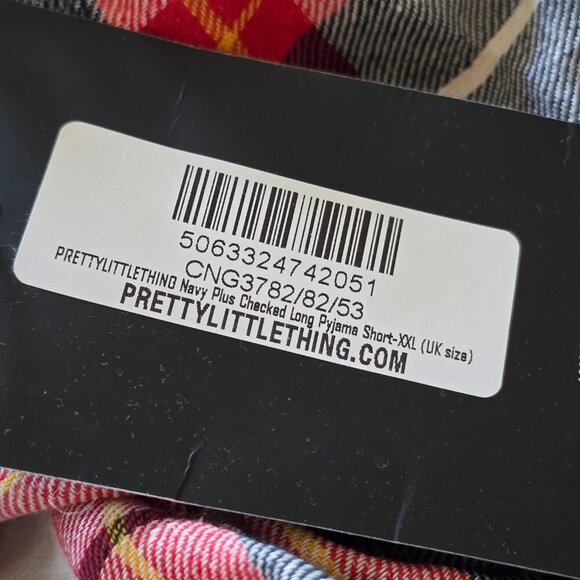 5063324742051
CNG3782/82/53
PRETTYLITTLETHING Navy Plus Checked Long Pyjama Short-XXL (UK size)
PRETTYLITTLETHING.COM